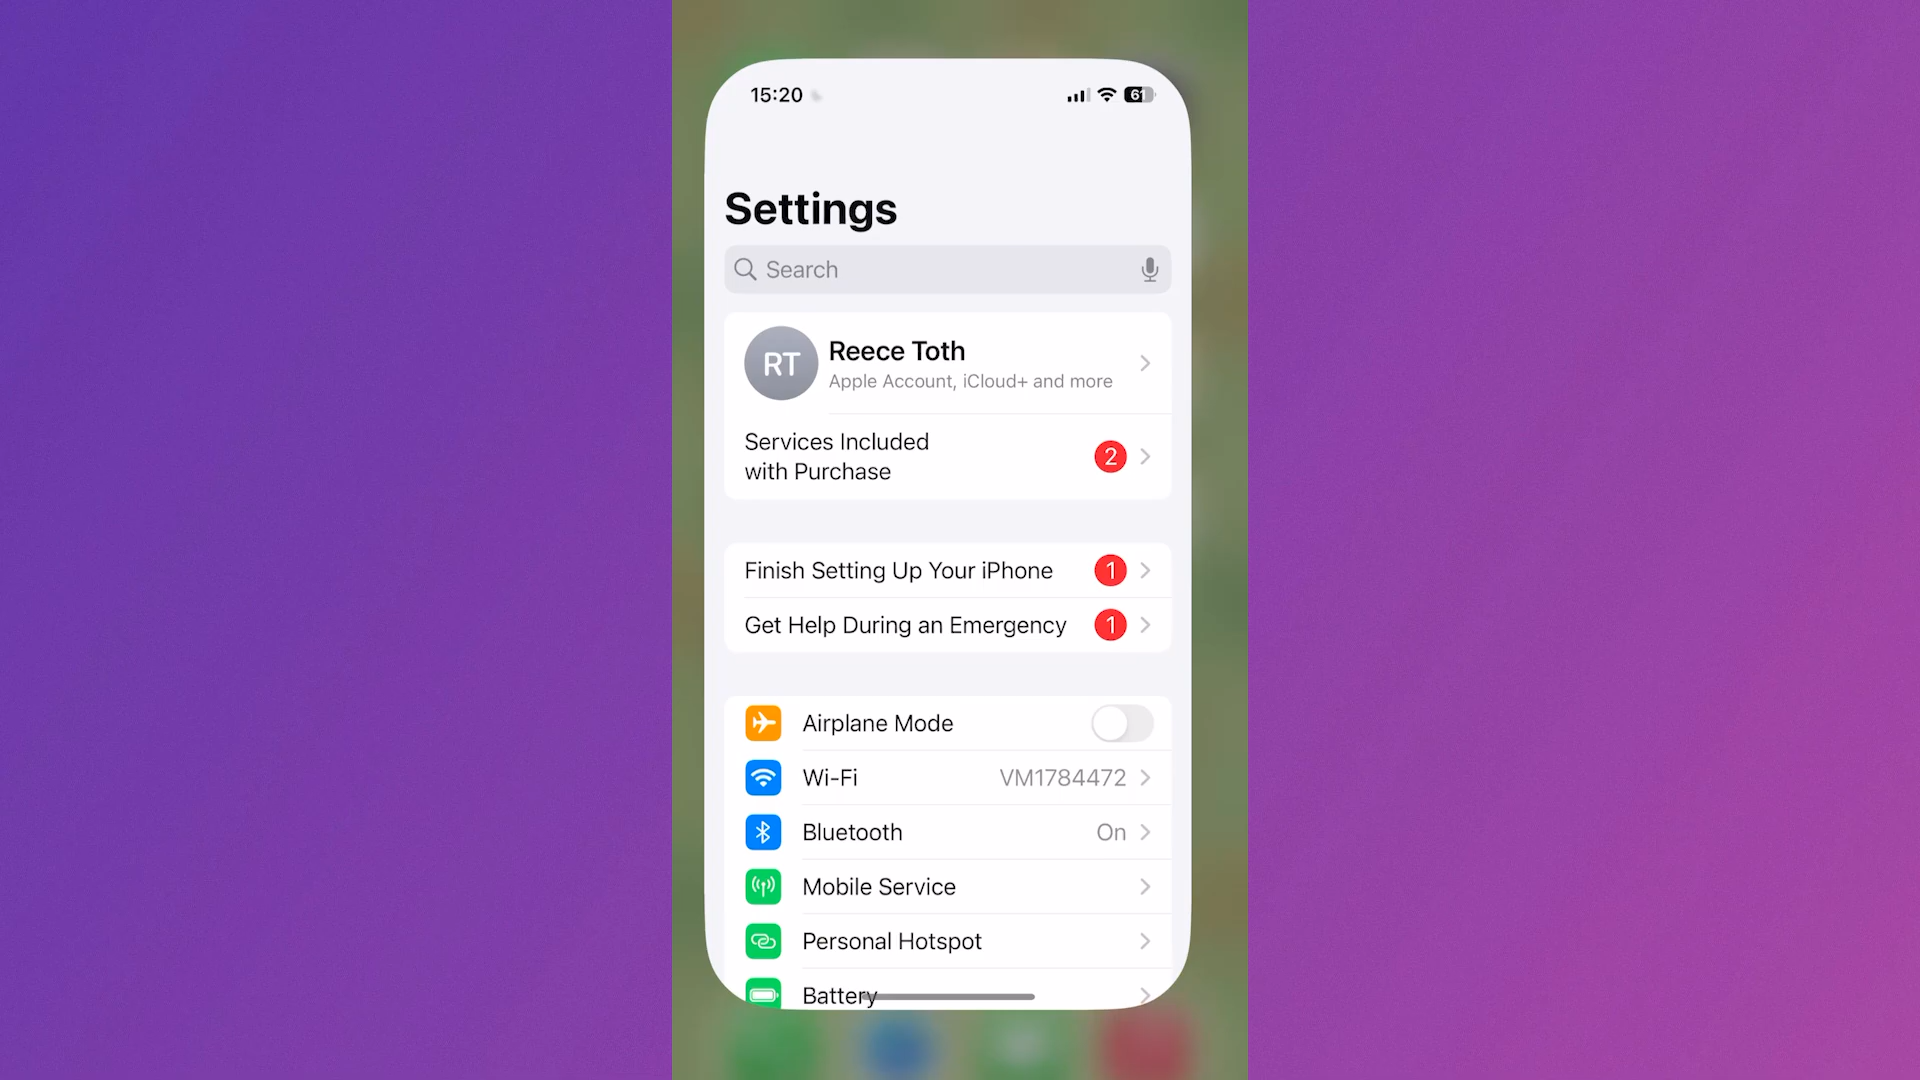 15:20
61
Settings
Search
RT
Reece Toth
Apple Account, iCloud+ and more
Services Included
with Purchase
2
Finish Setting Up Your iPhone
1
Get Help During an Emergency
1
Airplane Mode
Wi-Fi
VM1784472
Bluetooth
On
Mobile Service
Personal Hotspot
Battery